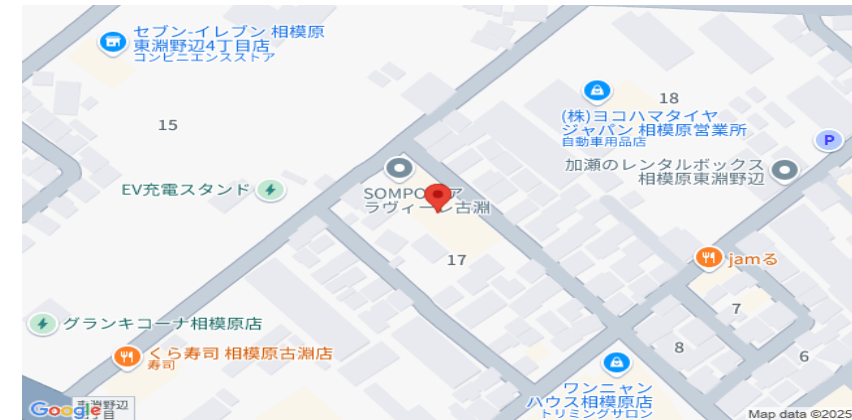 セブン-イレブン 相模原
東淵野辺4丁目店
コンビニエンスストア
18
(株)ヨコハマタイヤ
ジャパン 相模原営業所
自動車用品店
15
P
加瀬のレンタルボックス
相模原東淵野辺
EV充電スタンド
SOMPO ア
ラヴィーレ古淵
17
jamる
7
グランキコーナ相模原店
くら寿司 相模原古淵店
寿司
8
6
ワンニャン
ハウス相模原店
トリミングサロン
Google
東淵野辺
丁目
Map data ©2025